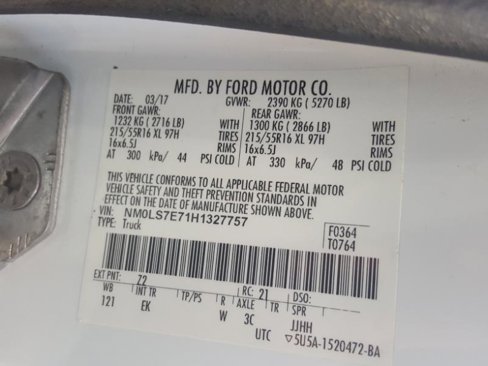 MFD. BY FORD MOTOR CO.
DATE: 03/17 GVWR: 2390 KG ( 5270 LB)
FRONT GAWR: REAR GAWR:
1232 KG ( 2716 LB) WITH 1300 KG ( 2866 LB) WITH
215/55R16 XL 97H TIRES 215/55R16 XL 97H TIRES
16x6.5J RIMS 16x6.5J RIMS
AT 300 kPa/ 44 PSI COLD AT 330 kPa/ 48 PSI COLD
THIS VEHICLE CONFORMS TO ALL APPLICABLE FEDERAL MOTOR
VEHICLE SAFETY AND THEFT PREVENTION STANDARDS IN
EFFECT ON THE DATE OF MANUFACTURE SHOWN ABOVE.
VIN: NM0LS7E71H1327757 F0364
TYPE: Truck T0764
EXT PNT: Z2 RC: 21 DSO:
WB INT TR TP/PS R AXLE TR SPR
121 EK W 3C JJHH
UTC ▽5U5A-1520472-BA